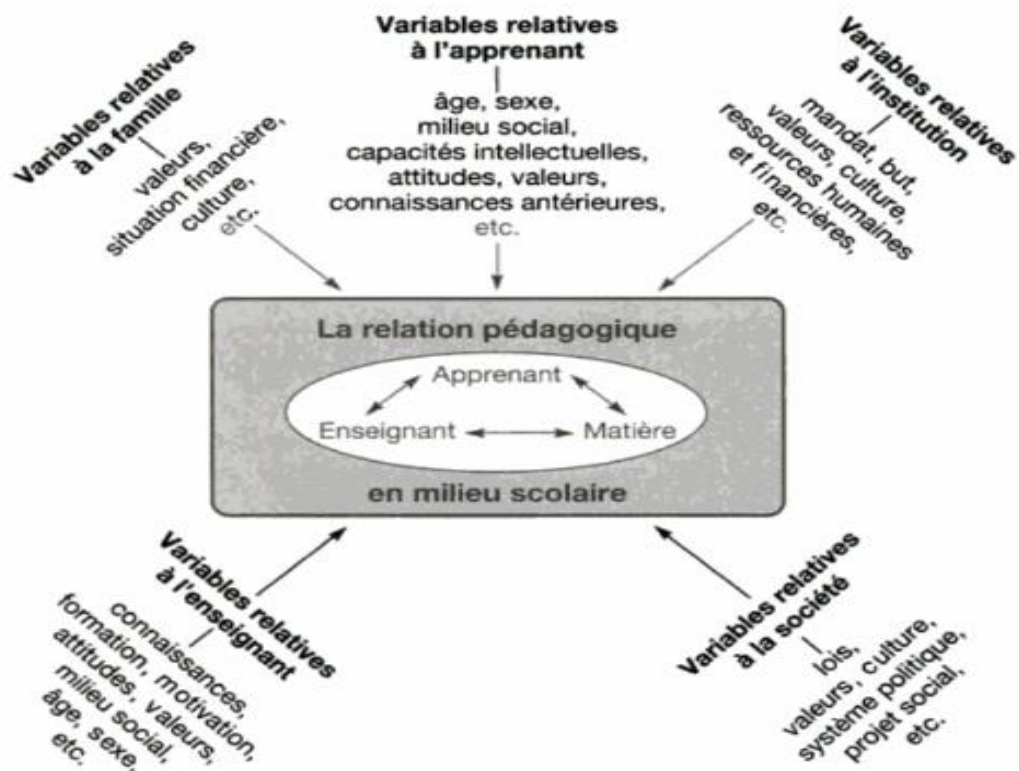 Variables relatives
à la famille
valeurs,
situation financière,
culture,
etc.
Variables relatives
à l'apprenant
âge, sexe,
milieu social,
capacités intellectuelles,
attitudes, valeurs,
connaissances antérieures,
etc.
Variables relatives
à l'institution
mandat, but,
valeurs, culture,
ressources humaines
et financières,
etc.
La relation pédagogique
Apprenant
Enseignant
Matière
en milieu scolaire
Variables relatives
à l'enseignant
connaissances,
formation, motivation,
attitudes, valeurs,
milieu social,
âge, sexe,
etc.
Variables relatives
à la société
lois,
valeurs, culture,
système politique,
projet social,
etc.